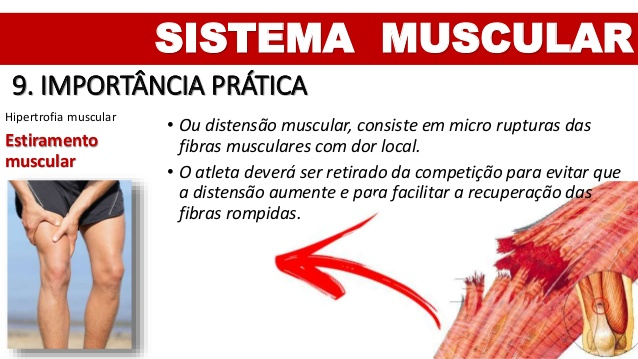 SISTEMA MUSCULAR
9. IMPORTÂNCIA PRÁTICA
Hipertrofia muscular
Estiramento
muscular
• Ou distensão muscular, consiste em micro rupturas das
fibras musculares com dor local.
• O atleta deverá ser retirado da competição para evitar que
a distensão aumente e para facilitar a recuperação das
fibras rompidas.